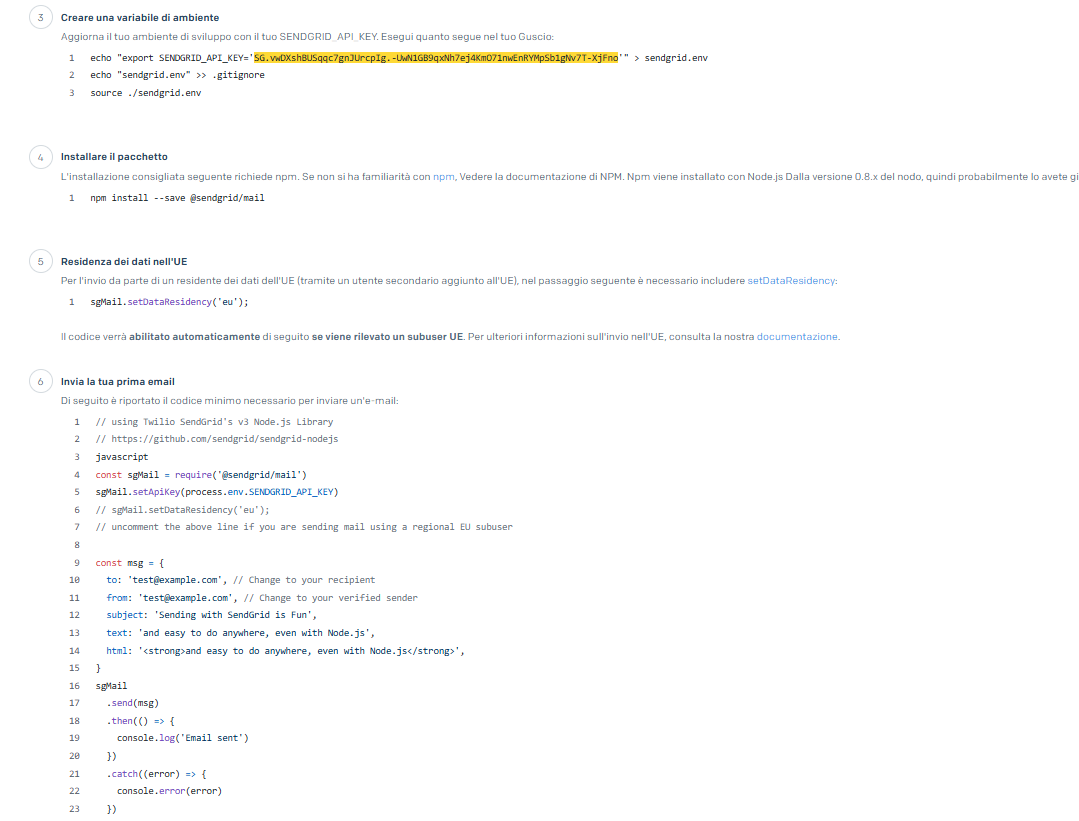 3 Creare una variabile di ambiente
Aggiorna il tuo ambiente di sviluppo con il tuo SENDGRID_API_KEY. Esegui quanto segue nel tuo Guscio:
1 echo "export SENDGRID_API_KEY=''" > sendgrid.env
2 echo "sendgrid.env" >> .gitignore
3 source ./sendgrid.env
4 Installare il pacchetto
L'installazione consigliata seguente richiede npm. Se non si ha familiarità con npm, Vedere la documentazione di NPM. Npm viene installato con Node.js Dalla versione 0.8.x del nodo, quindi probabilmente lo avete gi
1 npm install --save @sendgrid/mail
5 Residenza dei dati nell'UE
Per l'invio da parte di un residente dei dati dell'UE (tramite un utente secondario aggiunto all'UE), nel passaggio seguente è necessario includere setDataResidency:
1 sgMail.setDataResidency('eu');
Il codice verrà abilitato automaticamente di seguito se viene rilevato un subuser UE. Per ulteriori informazioni sull'invio nell'UE, consulta la nostra documentazione.
6 Invia la tua prima email
Di seguito è riportato il codice minimo necessario per inviare un'e-mail:
1 // using Twilio SendGrid's v3 Node.js Library
2 // https://github.com/sendgrid/sendgrid-nodejs
3 javascript
4 const sgMail = require('@sendgrid/mail')
5 sgMail.setApiKey(process.env.SENDGRID_API_KEY)
6 // sgMail.setDataResidency('eu');
7 // uncomment the above line if you are sending mail using a regional EU subuser
8
9 const msg = {
10 to: 'test@example.com', // Change to your recipient
11 from: 'test@example.com', // Change to your verified sender
12 subject: 'Sending with SendGrid is Fun',
13 text: 'and easy to do anywhere, even with Node.js',
14 html: '<strong>and easy to do anywhere, even with Node.js</strong>',
15 }
16 sgMail
17 .send(msg)
18 .then(() => {
19 console.log('Email sent')
20 })
21 .catch((error) => {
22 console.error(error)
23 })